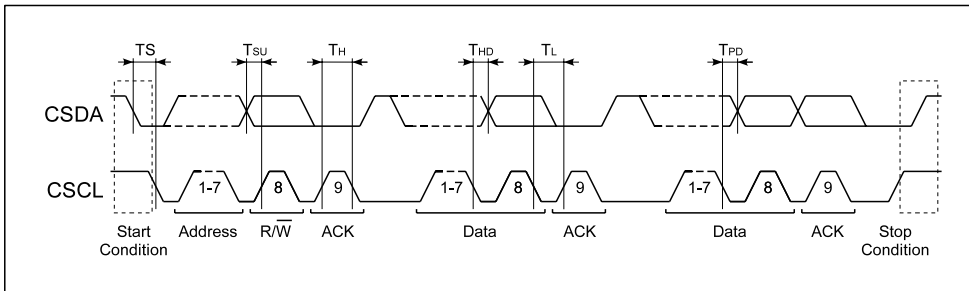 TS TSU TH THD TL TPD
CSDA
CSCL 1-7 8 9 1-7 8 9 1-7 8 9
Start Condition Address R/W̅ ACK Data ACK Data ACK Stop Condition